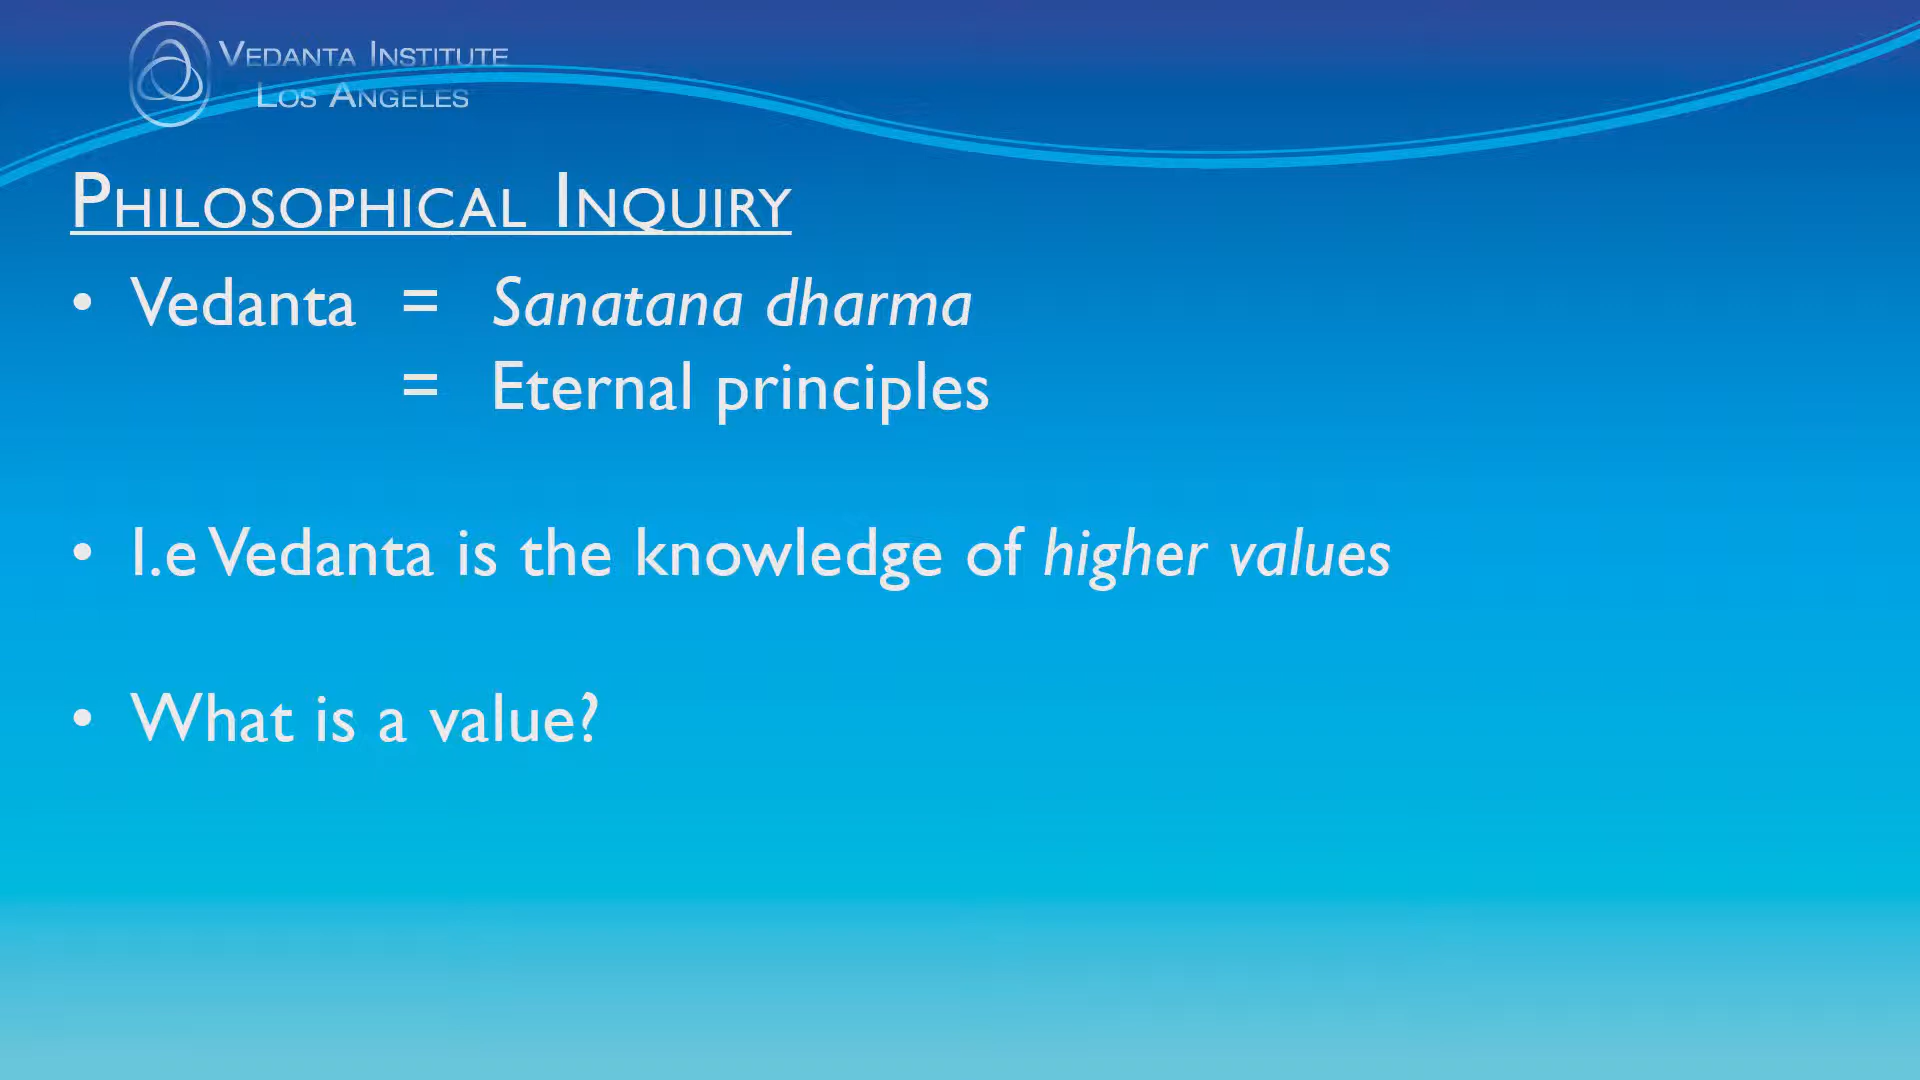 VEDANTA INSTITUTE
LOS ANGELES
PHILOSOPHICAL INQUIRY
• Vedanta = Sanatana dharma
= Eternal principles
• I.e Vedanta is the knowledge of higher values
• What is a value?